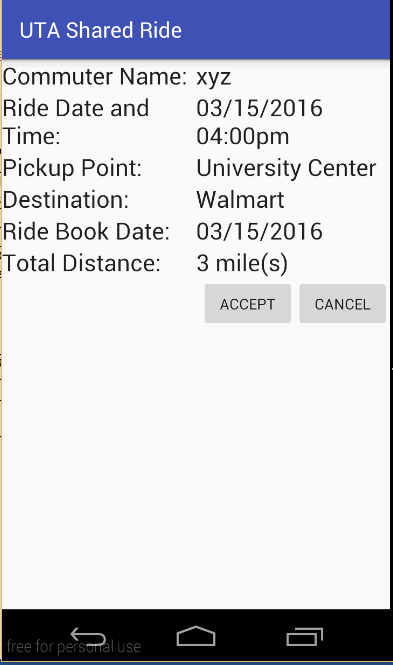 UTA Shared Ride
Commuter Name: xyz
Ride Date and Time: 03/15/2016 04:00pm
Pickup Point: University Center
Destination: Walmart
Ride Book Date: 03/15/2016
Total Distance: 3 mile(s)
ACCEPT CANCEL
free for personal use